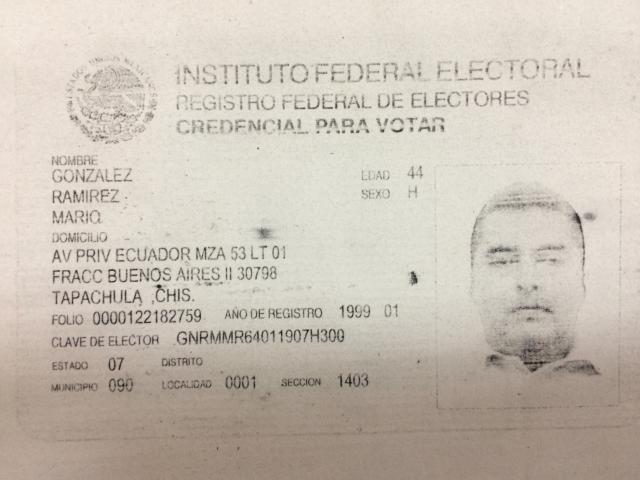 INSTITUTO FEDERAL ELECTORAL
REGISTRO FEDERAL DE ELECTORES
CREDENCIAL PARA VOTAR
NOMBRE
GONZALEZ
RAMIREZ
MARIO
EDAD 44
SEXO H
DOMICILIO
AV PRIV ECUADOR MZA 53 LT 01
FRACC BUENOS AIRES II 30798
TAPACHULA ,CHIS.
FOLIO 0000122182759 AÑO DE REGISTRO 1999 01
CLAVE DE ELECTOR GNRMMR64011907H300
ESTADO 07 DISTRITO
MUNICIPIO 090 LOCALIDAD 0001 SECCION 1403